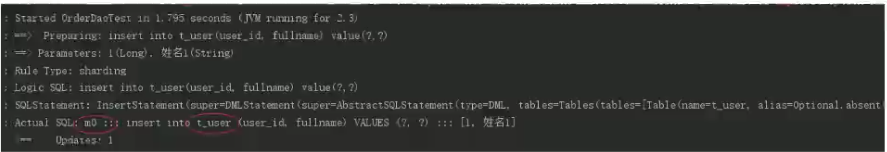 : Started OrderDaoTest in 1.795 seconds (JVM running for 2.3)
: ==> Preparing: insert into t_user(user_id, fullname) value(?,?)
: ==> Parameters: 1(Long), 姓名1(String)
: Rule Type: sharding
: Logic SQL: insert into t_user(user_id, fullname) value(?,?)
: SQLStatement: InsertStatement(super=DMLStatement(super=AbstractSQLStatement(type=DML, tables=Tables(tables=[Table(name=t_user, alias=Optional.absent(
: Actual SQL: m0 ::: insert into t_user (user_id, fullname) VALUES (?, ?) ::: [1, 姓名1]
<== Updates: 1